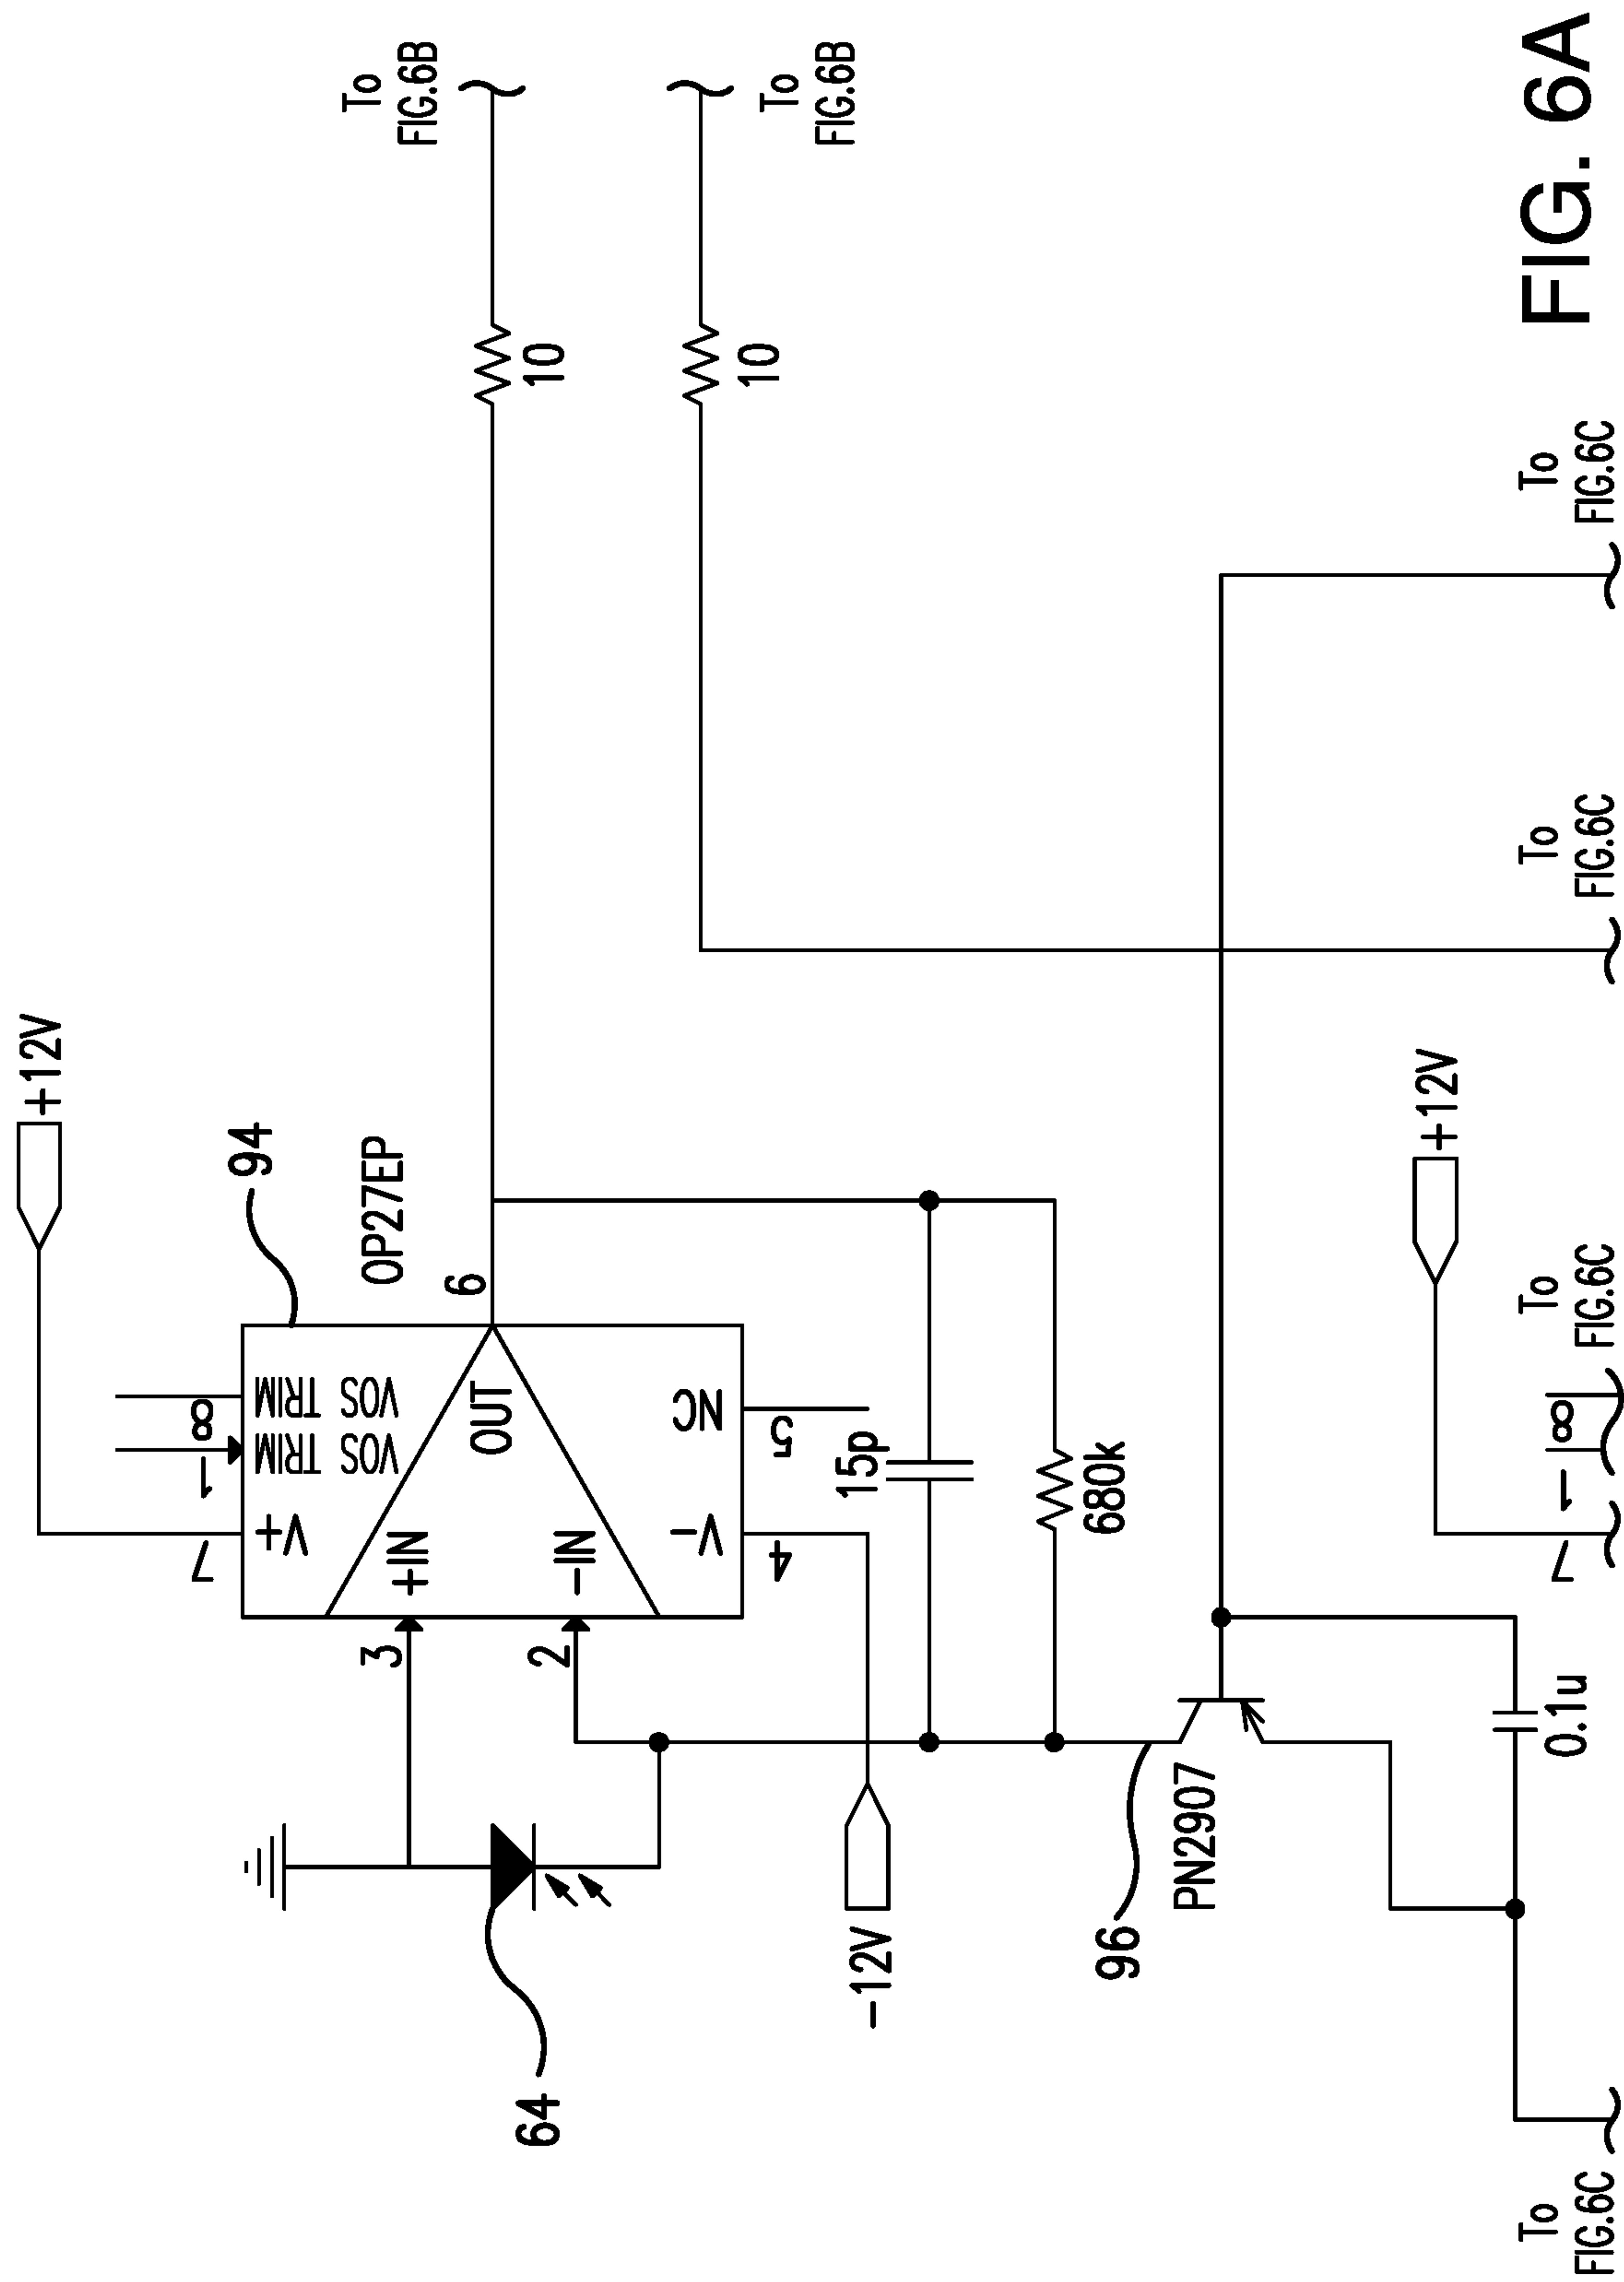 +12V
94
OP27EP
7
1
8
V+
VOS TRIM
VOS TRIM
3
+IN
2
-IN
OUT
6
V-
NC
4
5
64
-12V
15p
680k
96
PN2907
0.1u
10
10
To
FIG.6B
To
FIG.6B
+12V
7
1
8
To
FIG.6C
To
FIG.6C
To
FIG.6C
To
FIG.6C
FIG. 6A